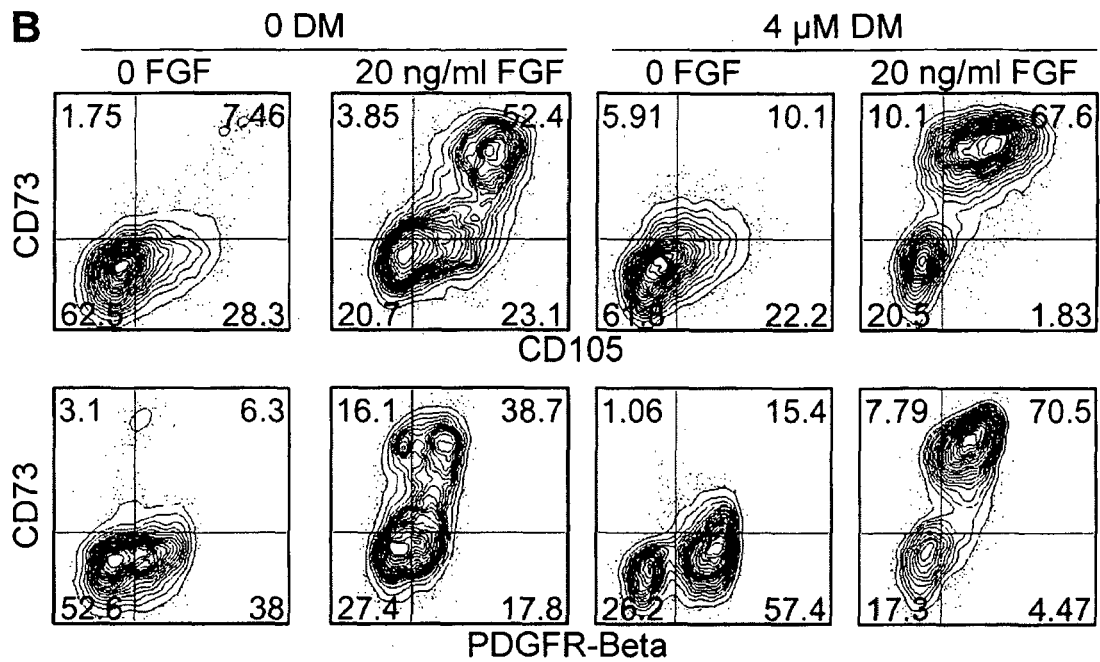 B
0 DM 4 µM DM
0 FGF 20 ng/ml FGF 0 FGF 20 ng/ml FGF
1.75 7.46 3.85 52.4 5.91 10.1 10.1 67.6
CD73
62.5 28.3 20.7 23.1 61.8 22.2 20.5 1.83
CD105
3.1 6.3 16.1 38.7 1.06 15.4 7.79 70.5
CD73
52.6 38 27.4 17.8 26.2 57.4 17.3 4.47
PDGFR-Beta